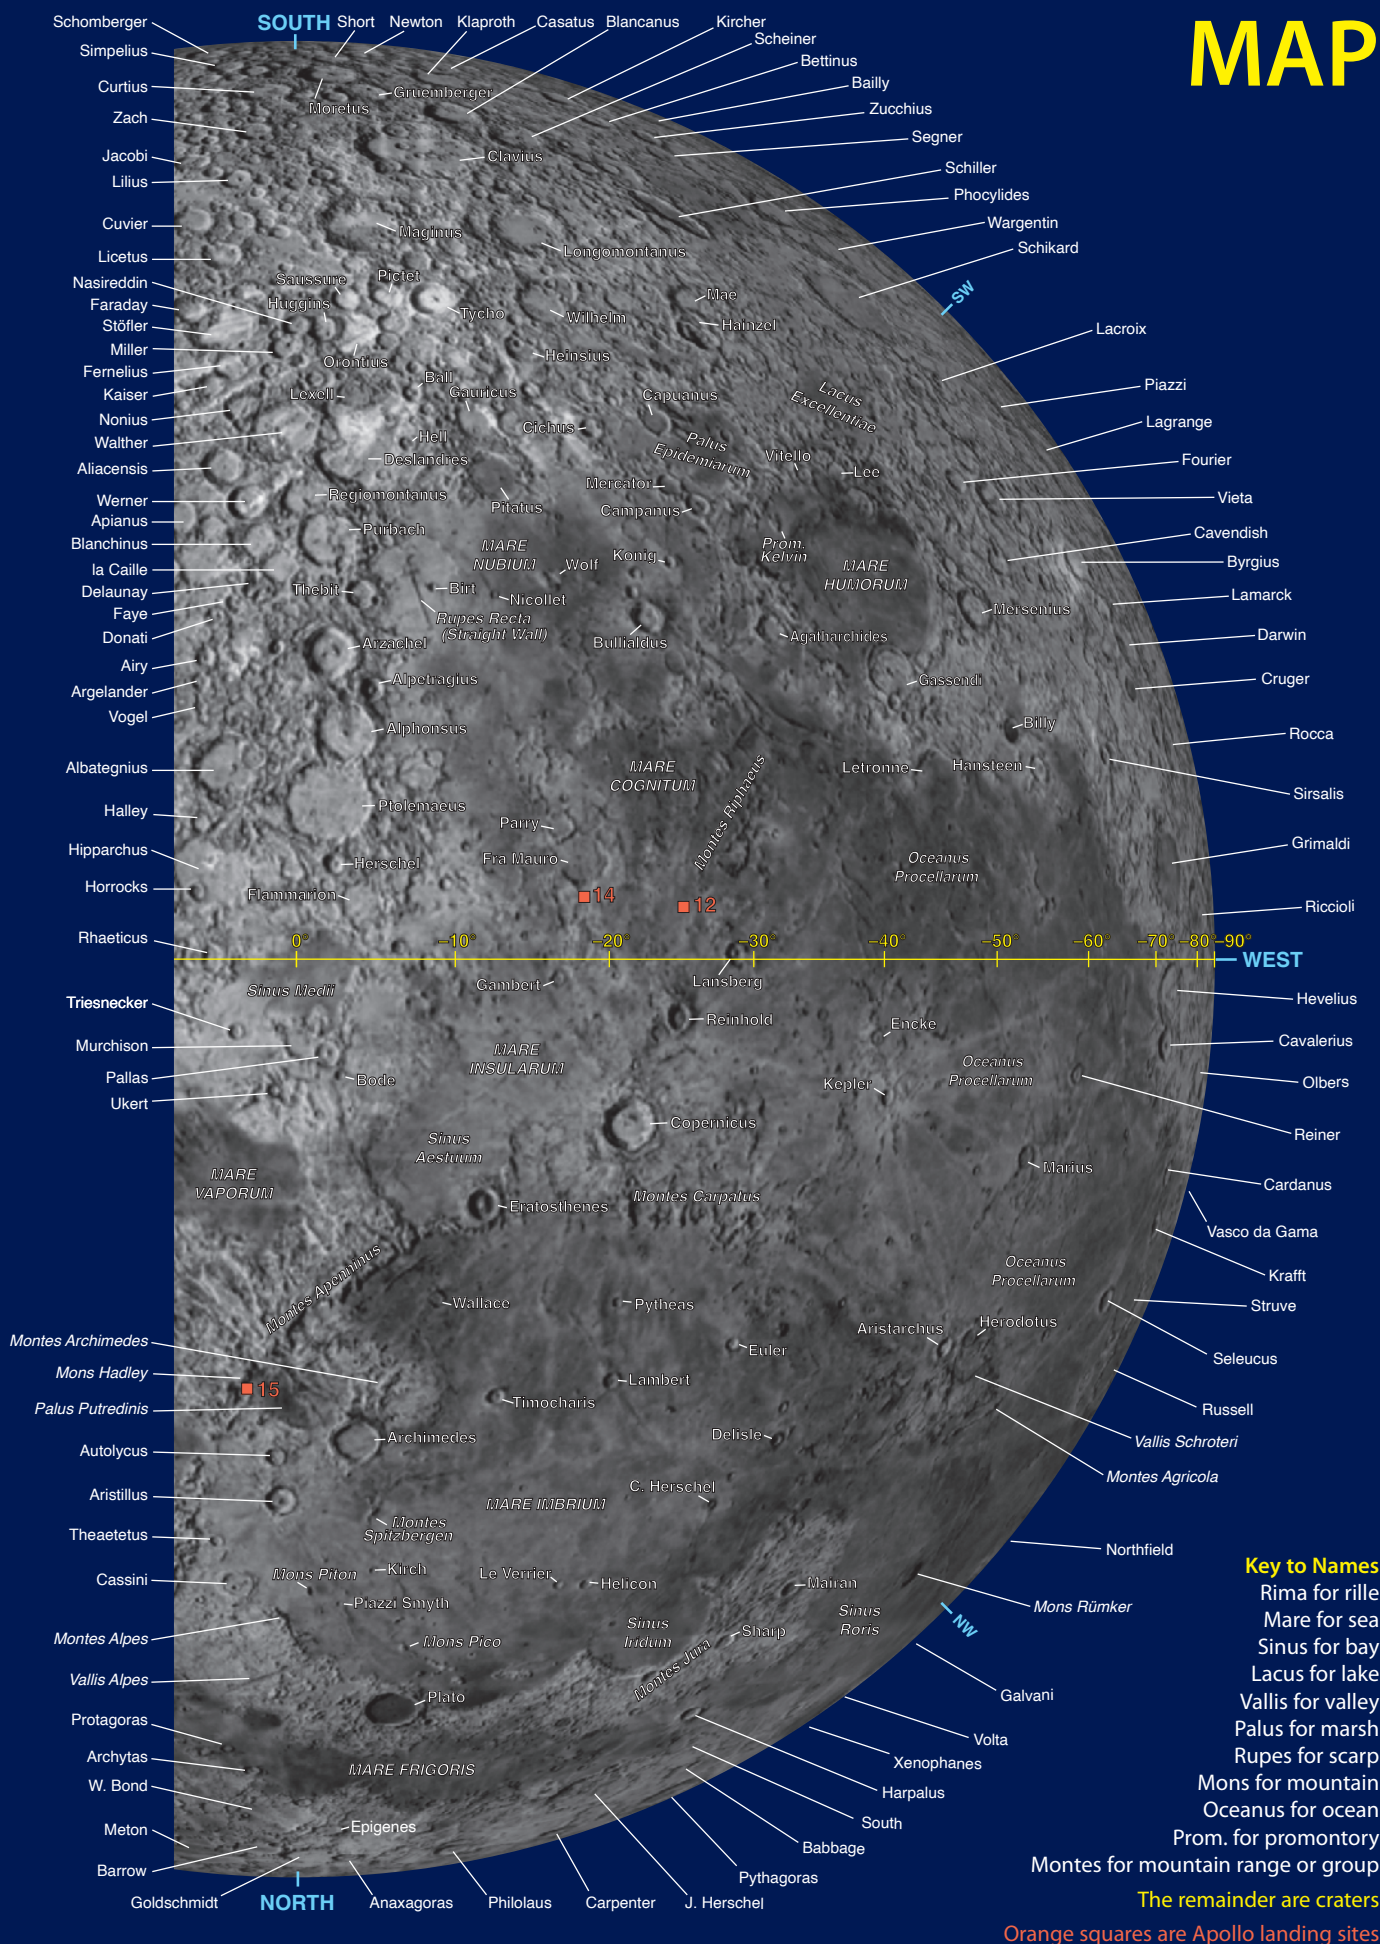 MAP
SOUTH
Short
Newton
Klaproth
Casatus
Blancanus
Kircher
Scheiner
Bettinus
Bailly
Zucchius
Segner
Schiller
Phocylides
Wargentin
Schikard
SW
Lacroix
Piazzi
Lagrange
Fourier
Vieta
Cavendish
Byrgius
Lamarck
Darwin
Cruger
Rocca
Sirsalis
Grimaldi
Riccioli
WEST
Hevelius
Cavalerius
Olbers
Reiner
Cardanus
Vasco da Gama
Krafft
Struve
Seleucus
Russell
Vallis Schroteri
Montes Agricola
Northfield
Mons Rümker
NW
Galvani
Volta
Xenophanes
Harpalus
South
Babbage
Pythagoras
J. Herschel
Carpenter
Philolaus
Anaxagoras
NORTH
Goldschmidt
Schomberger
Simpelius
Curtius
Zach
Jacobi
Lilius
Cuvier
Licetus
Nasireddin
Faraday
Stöfler
Miller
Fernelius
Kaiser
Nonius
Walther
Aliacensis
Werner
Apianus
Blanchinus
la Caille
Delaunay
Faye
Donati
Airy
Argelander
Vogel
Albategnius
Halley
Hipparchus
Horrocks
Rhaeticus
Triesnecker
Murchison
Pallas
Ukert
Montes Archimedes
Mons Hadley
Palus Putredinis
Autolycus
Aristillus
Theaetetus
Cassini
Montes Alpes
Vallis Alpes
Protagoras
Archytas
W. Bond
Meton
Barrow
Moretus
Gruemberger
Clavius
Maginus
Longomontanus
Saussure
Pictet
Huggins
Tycho
Wilhelm
Mae
Hainzel
Orontius
Heinsius
Ball
Lexell
Gauricus
Capuanus
Lacus
Excellentiae
Cichus
Hell
Palus
Epidemiarum
Deslandres
Vitello
Lee
Mercator
Regiomontanus
Pitatus
Campanus
Purbach
MARE
NUBIUM
Prom.
Kelvin
Wolf
Konig
MARE
HUMORUM
Thebit
Birt
Nicollet
Mersenius
Rupes Recta
(Straight Wall)
Bullialdus
Agatharchides
Arzachel
Alpetragius
Gassendi
Alphonsus
Billy
MARE
COGNITUM
Montes Riphaeus
Letronne
Hansteen
Ptolemaeus
Parry
Fra Mauro
Herschel
Oceanus
Procellarum
Flammarion
14
12
0°
–10°
–20°
–30°
–40°
–50°
–60°
–70°
–80°
–90°
Sinus Medii
Gambert
Lansberg
Reinhold
Encke
MARE
INSULARUM
Oceanus
Procellarum
Bode
Kepler
Copernicus
Sinus
Aestuum
Marius
MARE
VAPORUM
Montes Carpatus
Eratosthenes
Montes Apenninus
Oceanus
Procellarum
Wallace
Pytheas
Aristarchus
Herodotus
Euler
15
Lambert
Timocharis
Archimedes
Delisle
C. Herschel
MARE IMBRIUM
Montes
Spitzbergen
Mons Piton
Kirch
Le Verrier
Helicon
Mairan
Piazzi Smyth
Sinus
Iridum
Sinus
Roris
Mons Pico
Sharp
Montes Jura
Plato
MARE FRIGORIS
Epigenes
Key to Names
Rima for rille
Mare for sea
Sinus for bay
Lacus for lake
Vallis for valley
Palus for marsh
Rupes for scarp
Mons for mountain
Oceanus for ocean
Prom. for promontory
Montes for mountain range or group
The remainder are craters
Orange squares are Apollo landing sites